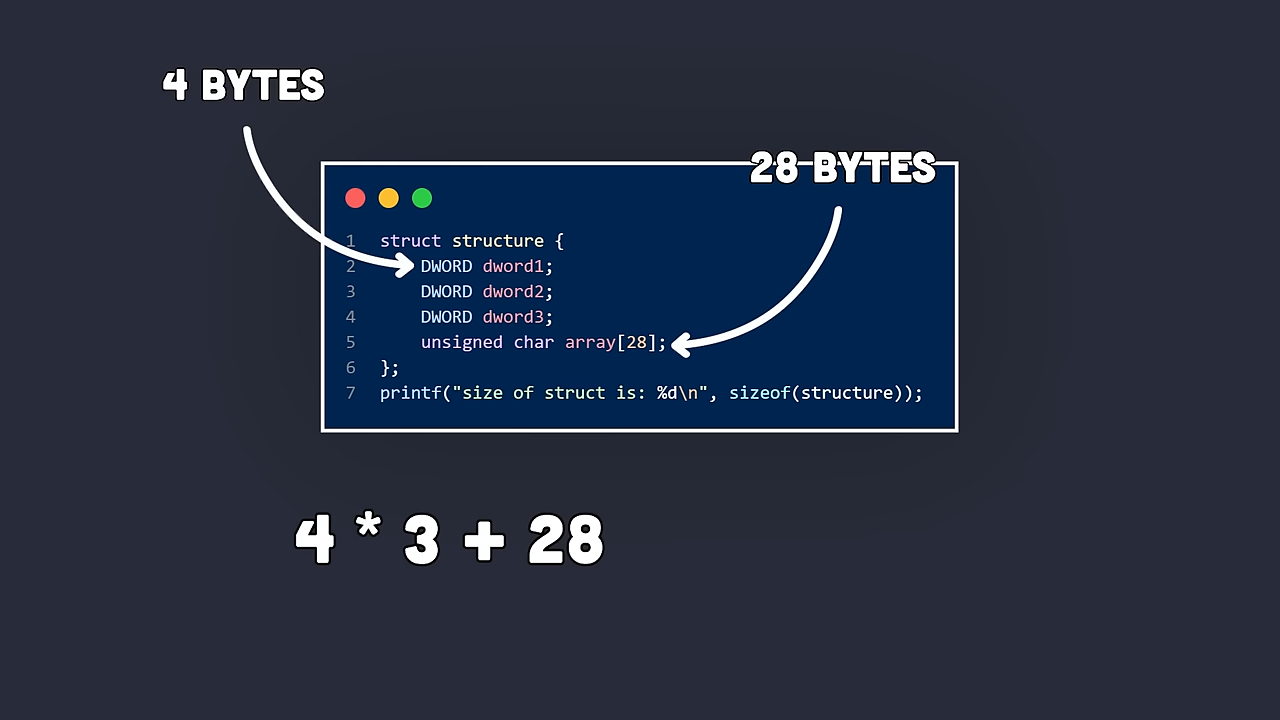 4 BYTES
28 BYTES
1 struct structure {
2 DWORD dword1;
3 DWORD dword2;
4 DWORD dword3;
5 unsigned char array[28];
6 };
7 printf("size of struct is: %d\n", sizeof(structure));
4 * 3 + 28